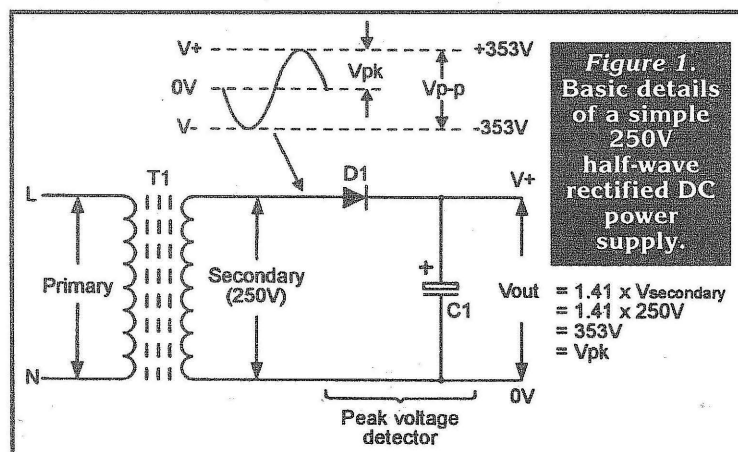 V+
+353V
Vpk
0V
Vp-p
V-
-353V
Figure 1.
Basic details
of a simple
250V
half-wave
rectified DC
power
supply.
T1
D1
V+
L
Primary
Secondary
(250V)
+
C1
Vout
= 1.41 x Vsecondary
= 1.41 x 250V
= 353V
= Vpk
N
0V
Peak voltage
detector